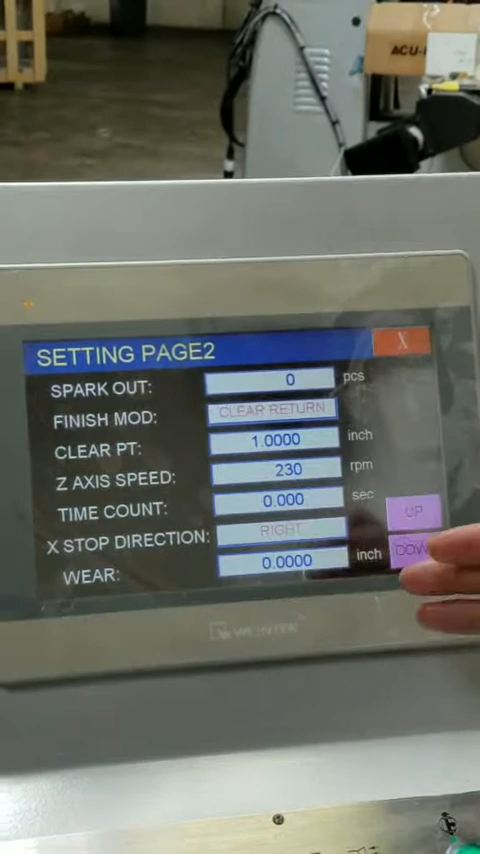 ACU-
SETTING PAGE2
X
SPARK OUT: 0 pcs
FINISH MOD: CLEAR RETURN
CLEAR PT: 1.0000 inch
Z AXIS SPEED: 230 rpm
TIME COUNT: 0.000 sec
UP
X STOP DIRECTION: RIGHT
DOW
WEAR: 0.0000 inch
WEINTEK